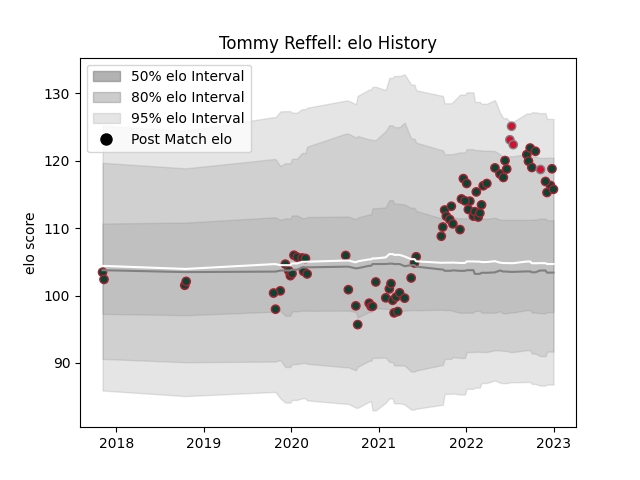 Tommy Reffell: elo History
50% elo Interval
80% elo Interval
95% elo Interval
Post Match elo
elo score
130
120
110
100
90
2018 2019 2020 2021 2022 2023